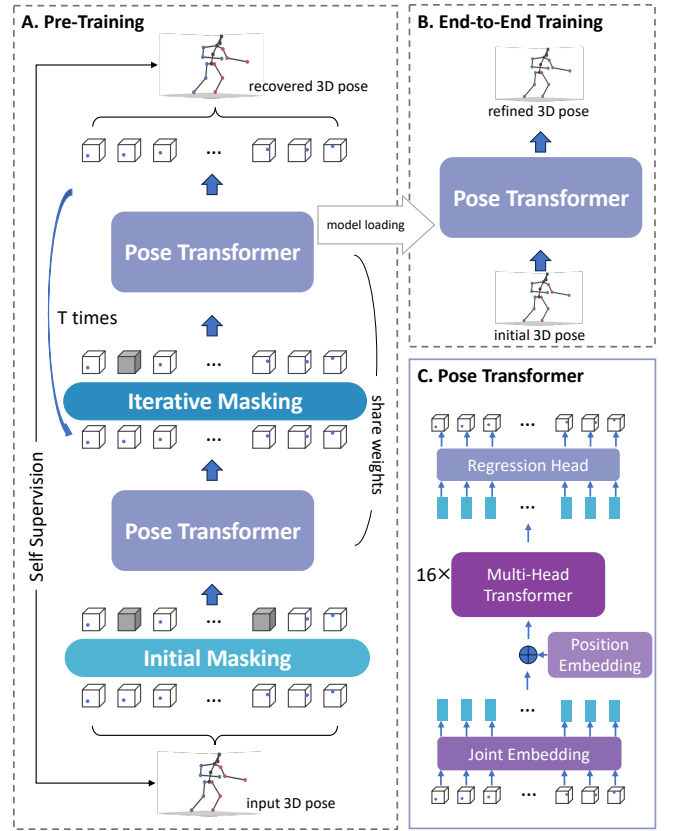 A. Pre-Training
recovered 3D pose
...
Pose Transformer
model loading
T times
...
Iterative Masking
...
share weights
Self Supervision
Pose Transformer
...
Initial Masking
...
input 3D pose
B. End-to-End Training
refined 3D pose
Pose Transformer
initial 3D pose
C. Pose Transformer
...
Regression Head
...
16×
Multi-Head
Transformer
Position
Embedding
...
Joint Embedding
...